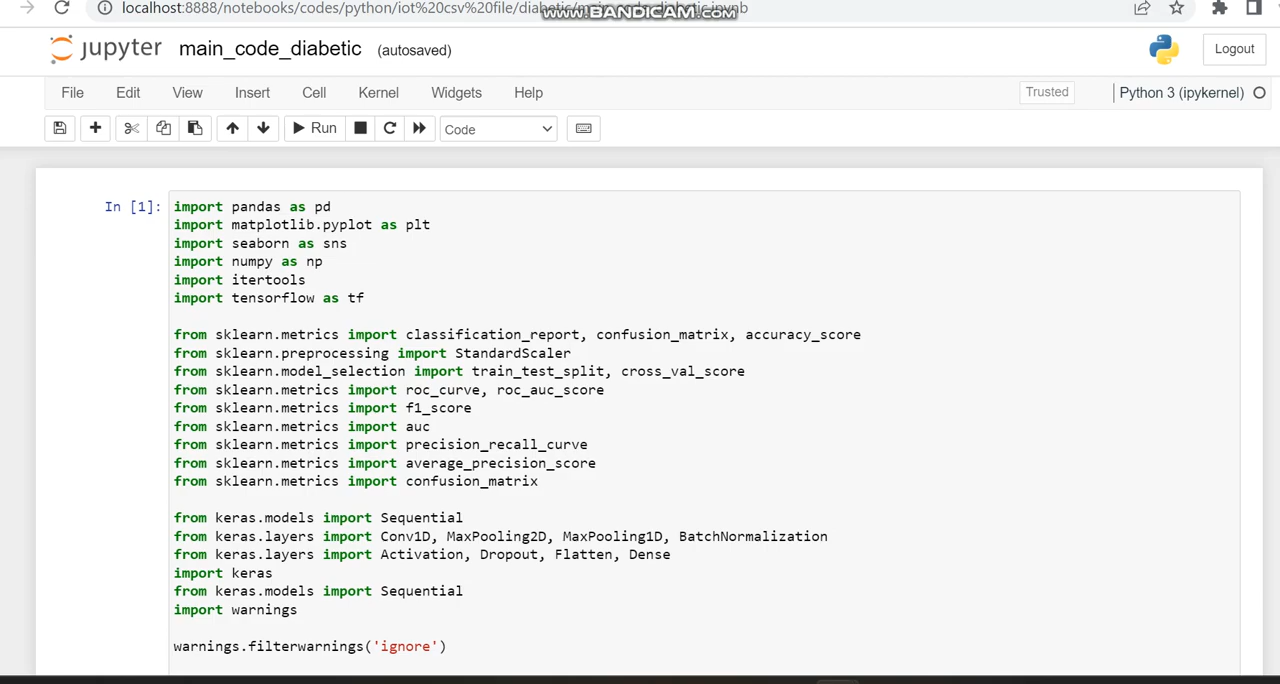 localhost:8888/notebooks/codes/python/iot%20csv%20file/diabetic/main_code_diabetic.ipynb
www.BANDICAM.com
jupyter main_code_diabetic (autosaved)
Logout
File Edit View Insert Cell Kernel Widgets Help Trusted Python 3 (ipykernel)
Run Code
In [1]: import pandas as pd
import matplotlib.pyplot as plt
import seaborn as sns
import numpy as np
import itertools
import tensorflow as tf
from sklearn.metrics import classification_report, confusion_matrix, accuracy_score
from sklearn.preprocessing import StandardScaler
from sklearn.model_selection import train_test_split, cross_val_score
from sklearn.metrics import roc_curve, roc_auc_score
from sklearn.metrics import f1_score
from sklearn.metrics import auc
from sklearn.metrics import precision_recall_curve
from sklearn.metrics import average_precision_score
from sklearn.metrics import confusion_matrix
from keras.models import Sequential
from keras.layers import Conv1D, MaxPooling2D, MaxPooling1D, BatchNormalization
from keras.layers import Activation, Dropout, Flatten, Dense
import keras
from keras.models import Sequential
import warnings
warnings.filterwarnings('ignore')